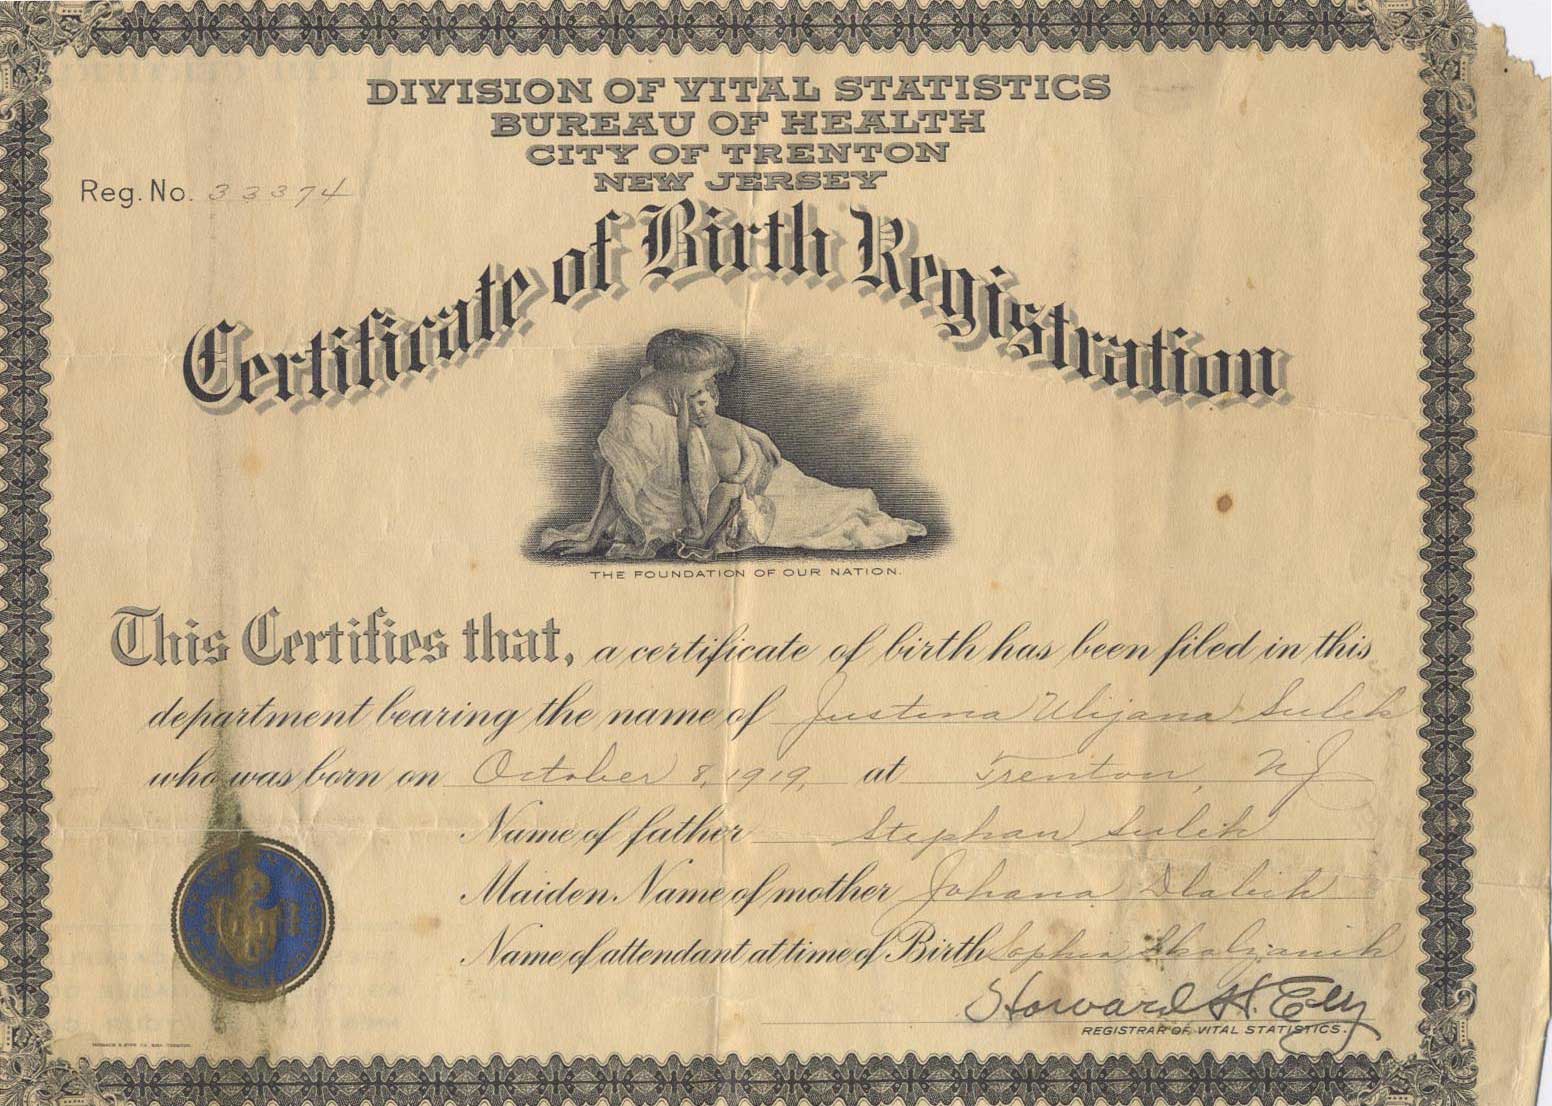 DIVISION OF VITAL STATISTICS
BUREAU OF HEALTH
CITY OF TRENTON
NEW JERSEY
Reg. No. 33374
Certificate of Birth Registration
THE FOUNDATION OF OUR NATION.
This Certifies that, a certificate of birth has been filed in this
department bearing the name of Justina Ulijana Sulik
who was born on October 8, 1919, at Trenton, N.J.
Name of father Stephan Sulik
Maiden Name of mother Johana Dlabik
Name of attendant at time of Birth Sophia
Howard H. Ely
REGISTRAR OF VITAL STATISTICS.